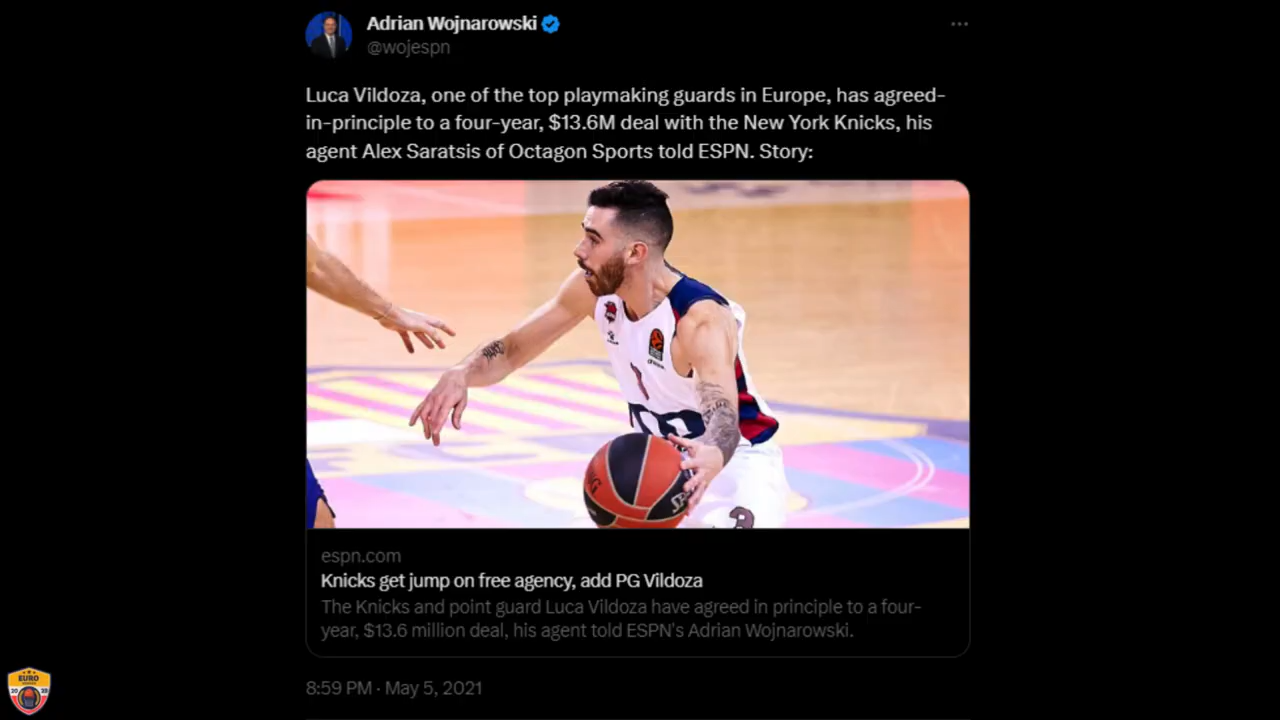 Adrian Wojnarowski
@wojespn
Luca Vildoza, one of the top playmaking guards in Europe, has agreed-
in-principle to a four-year, $13.6M deal with the New York Knicks, his
agent Alex Saratsis of Octagon Sports told ESPN. Story:
espn.com
Knicks get jump on free agency, add PG Vildoza
The Knicks and point guard Luca Vildoza have agreed in principle to a four-
year, $13.6 million deal, his agent told ESPN's Adrian Wojnarowski.
8:59 PM · May 5, 2021
EURO